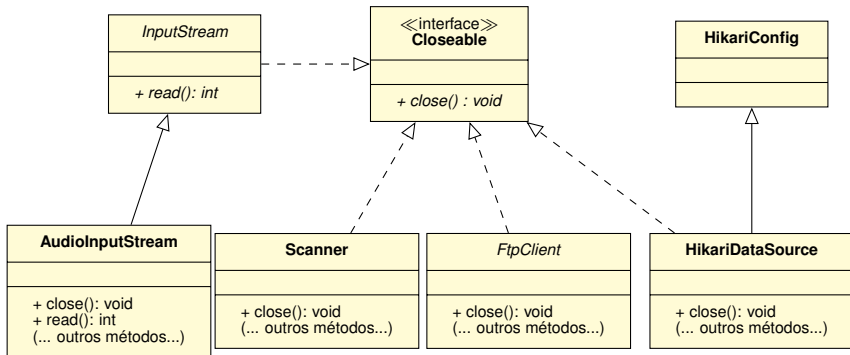 InputStream
+ read(): int
≪interface≫
Closeable
+ close() : void
HikariConfig
AudioInputStream
+ close(): void
+ read(): int
(... outros métodos...)
Scanner
+ close(): void
(... outros métodos...)
FtpClient
+ close(): void
(... outros métodos...)
HikariDataSource
+ close(): void
(... outros métodos...)